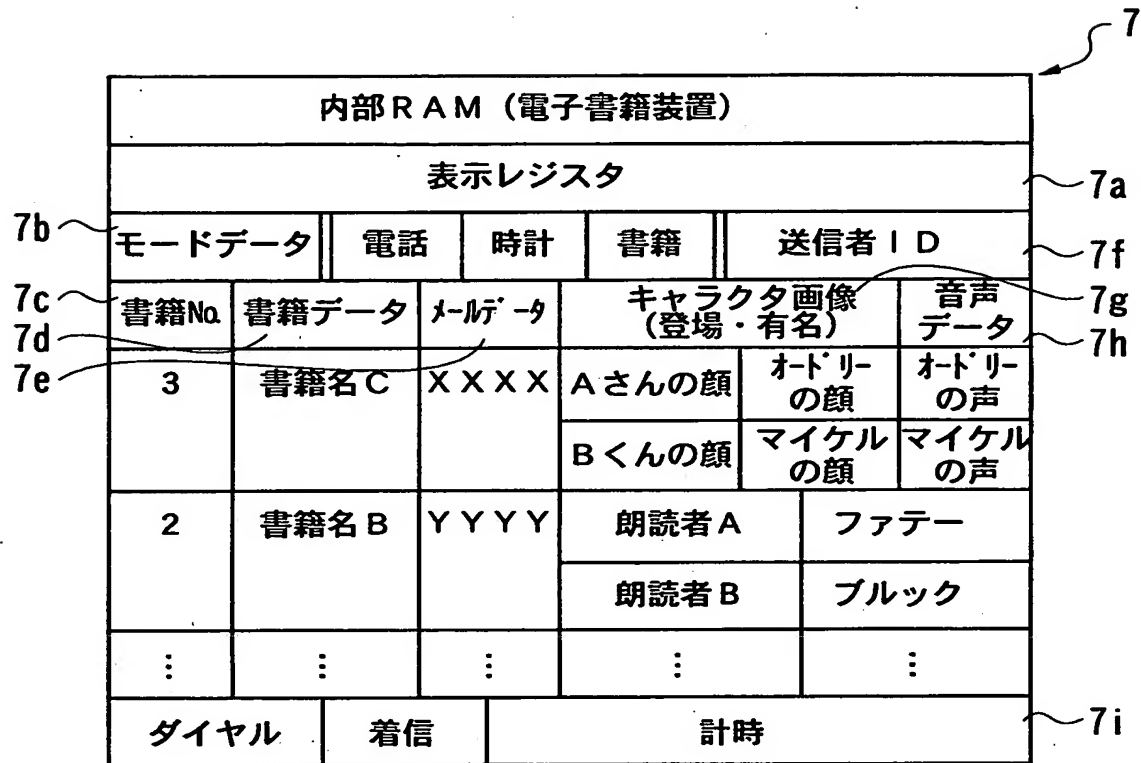 7
内部RAM（電子書籍装置）
表示レジスタ
7a
7b
モードデータ 電話 時計 書籍 送信者ID
7f
7c
書籍No. 書籍データ メールデータ キャラクタ画像 音声
(登場・有名) データ
7g
7d
7h
7e
3 書籍名C XXXX Aさんの顔 オードリー オードリー
の顔 の声
Bくんの顔 マイケル マイケル
の顔 の声
2 書籍名B YYYY 朗読者A ファテー
朗読者B ブルック
⋮ ⋮ ⋮ ⋮ ⋮
ダイヤル 着信 計時
7i